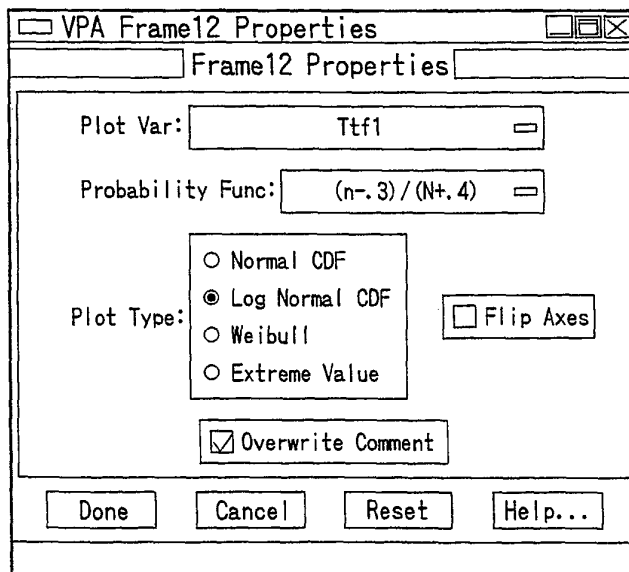 VPA Frame12 Properties
Frame12 Properties
Plot Var: Ttf1
Probability Func: (n-.3)/(N+.4)
Plot Type:
Normal CDF
Log Normal CDF
Weibull
Extreme Value
Flip Axes
Overwrite Comment
Done Cancel Reset Help...